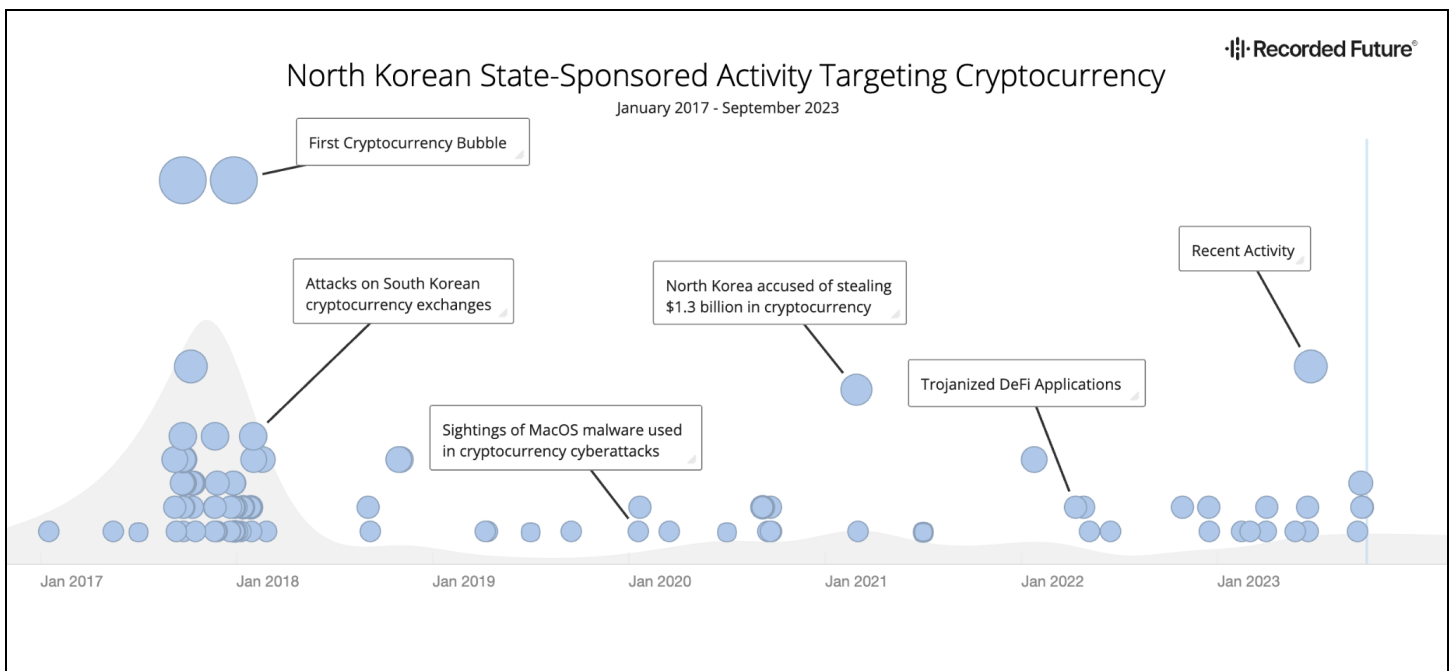 Recorded Future®
North Korean State-Sponsored Activity Targeting Cryptocurrency
January 2017 - September 2023
First Cryptocurrency Bubble
Attacks on South Korean
cryptocurrency exchanges
North Korea accused of stealing
$1.3 billion in cryptocurrency
Recent Activity
Trojanized DeFi Applications
Sightings of MacOS malware used
in cryptocurrency cyberattacks
Jan 2017
Jan 2018
Jan 2019
Jan 2020
Jan 2021
Jan 2022
Jan 2023